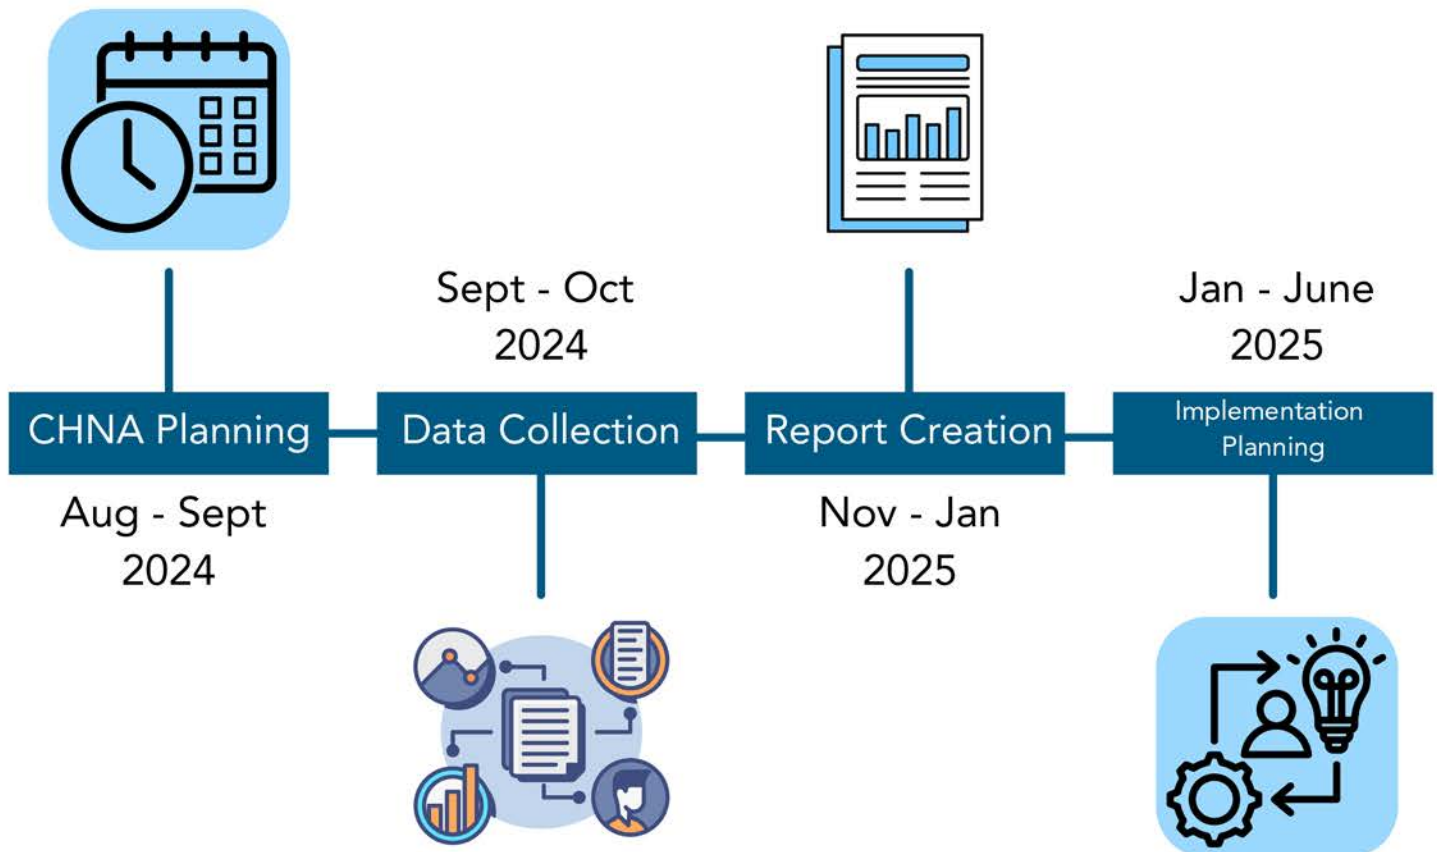 CHNA Planning
Aug - Sept
2024
Sept - Oct
2024
Data Collection
Report Creation
Nov - Jan
2025
Jan - June
2025
Implementation
Planning